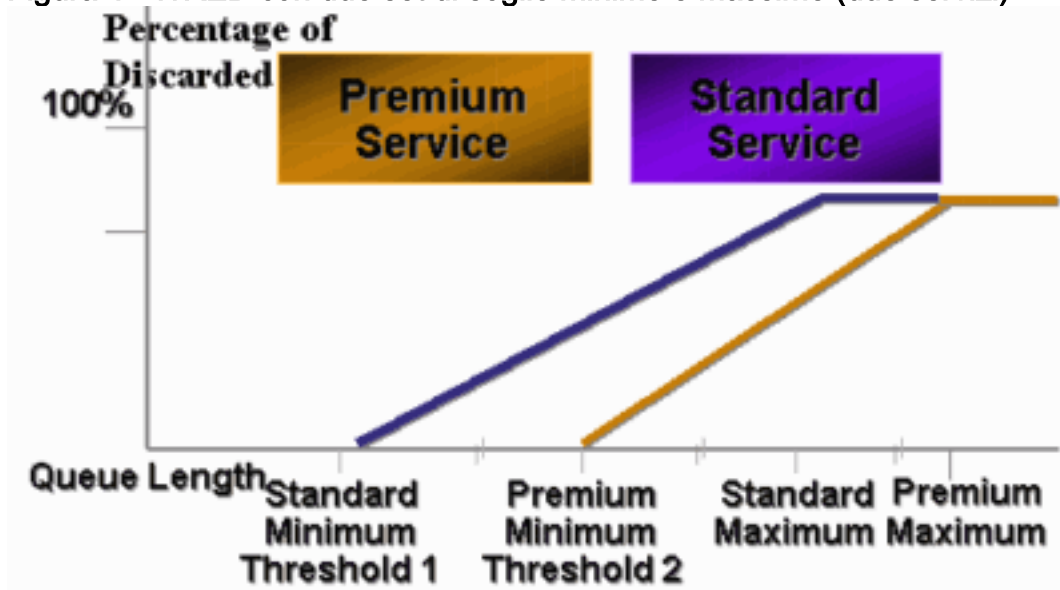 Percentage of
Discarded
100%
Premium
Service
Standard
Service
Queue Length
Standard
Minimum
Threshold 1
Premium
Minimum
Threshold 2
Standard
Maximum
Premium
Maximum